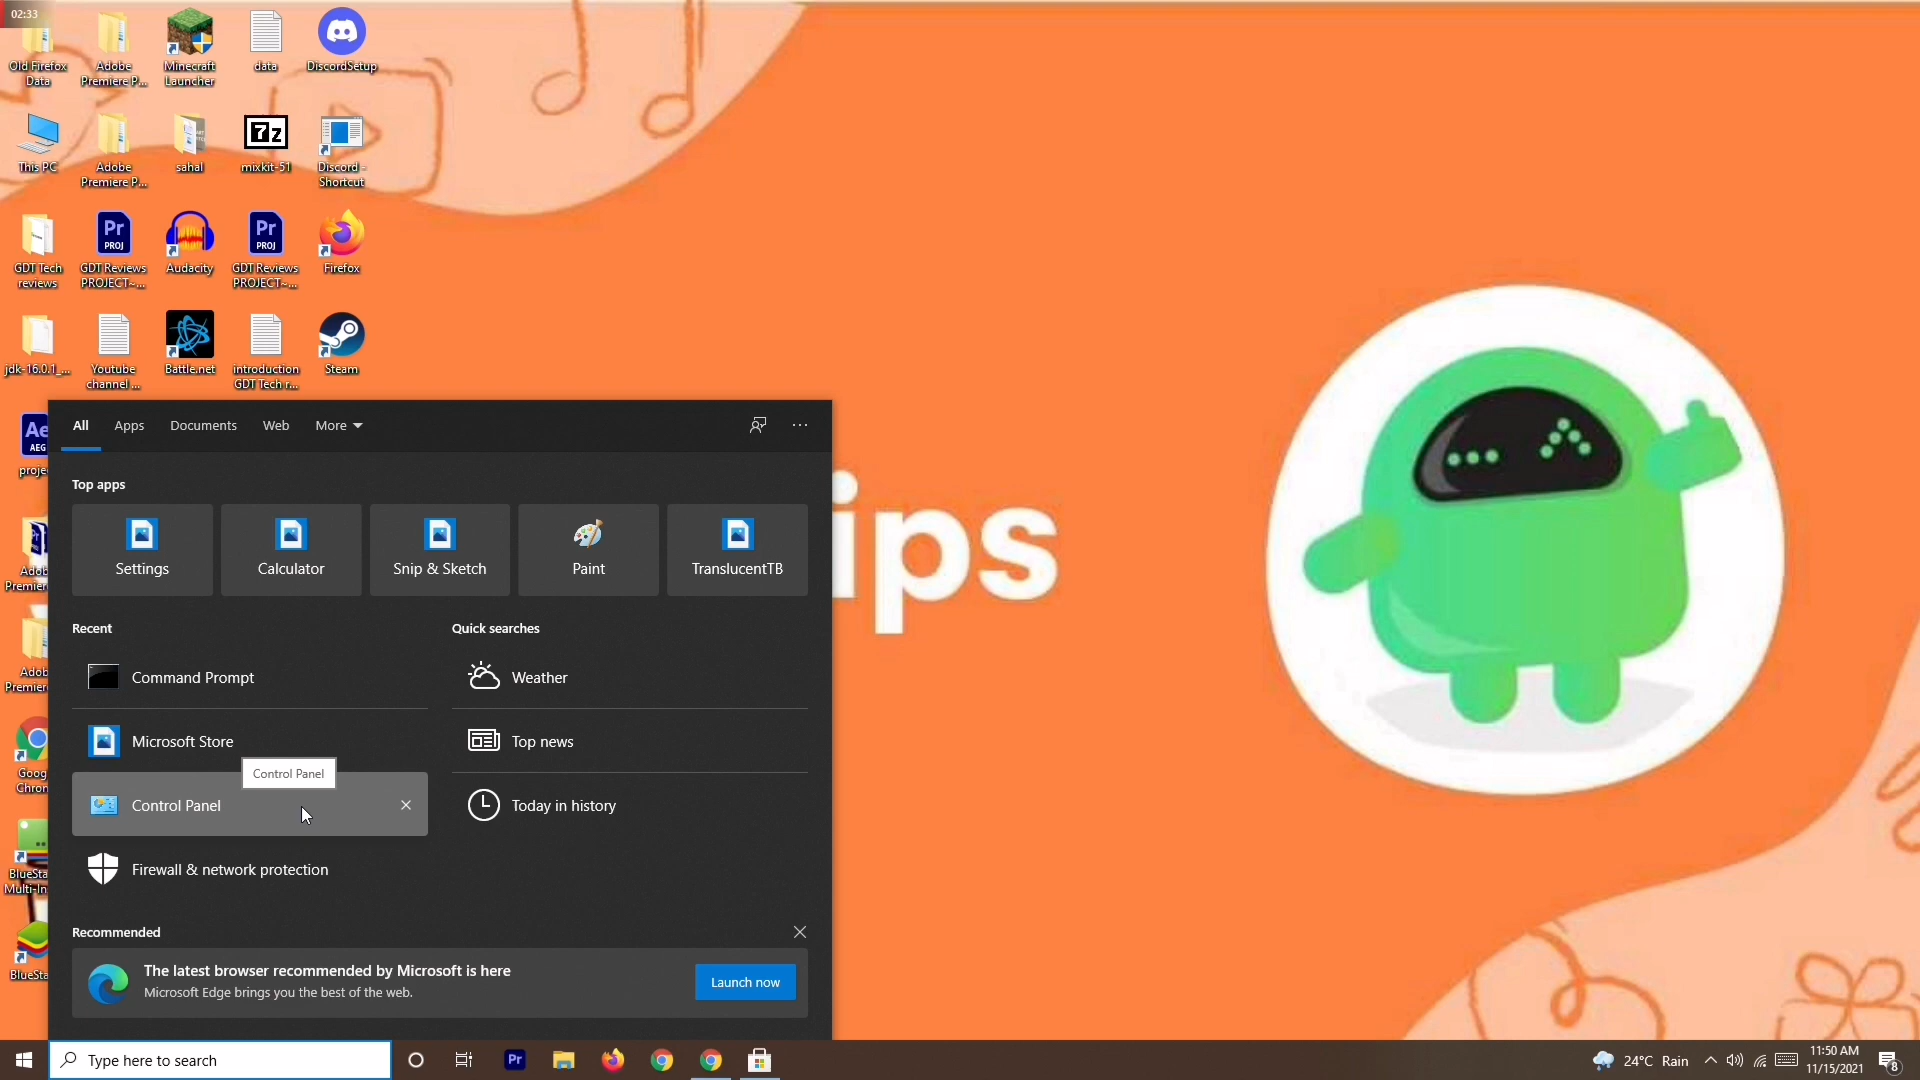 02:33
Old Firefox
Data
Adobe
Premiere P...
Minecraft
Launcher
data
DiscordSetup
This PC
Adobe
Premiere P...
sahal
7z
mixkit-51
Discord -
Shortcut
GDT Tech
reviews
Pr
PROJ
GDT Reviews
PROJECT~...
Audacity
Pr
PROJ
GDT Reviews
PROJECT~...
Firefox
jdk-16.0.1_...
Youtube
channel ...
Battle.net
introduction
GDT Tech r...
Steam
Ae
AEG
proje
Adob
Premiere
Adob
Premiere
Goog
Chron
BlueSta
Multi-In
BlueSta
All
Apps
Documents
Web
More
Top apps
Settings
Calculator
Snip & Sketch
Paint
TranslucentTB
Recent
Command Prompt
Microsoft Store
Control Panel
Control Panel
Firewall & network protection
Quick searches
Weather
Top news
Today in history
Recommended
The latest browser recommended by Microsoft is here
Microsoft Edge brings you the best of the web.
Launch now
ips
Type here to search
Pr
24°C Rain
11:50 AM
11/15/2021
8